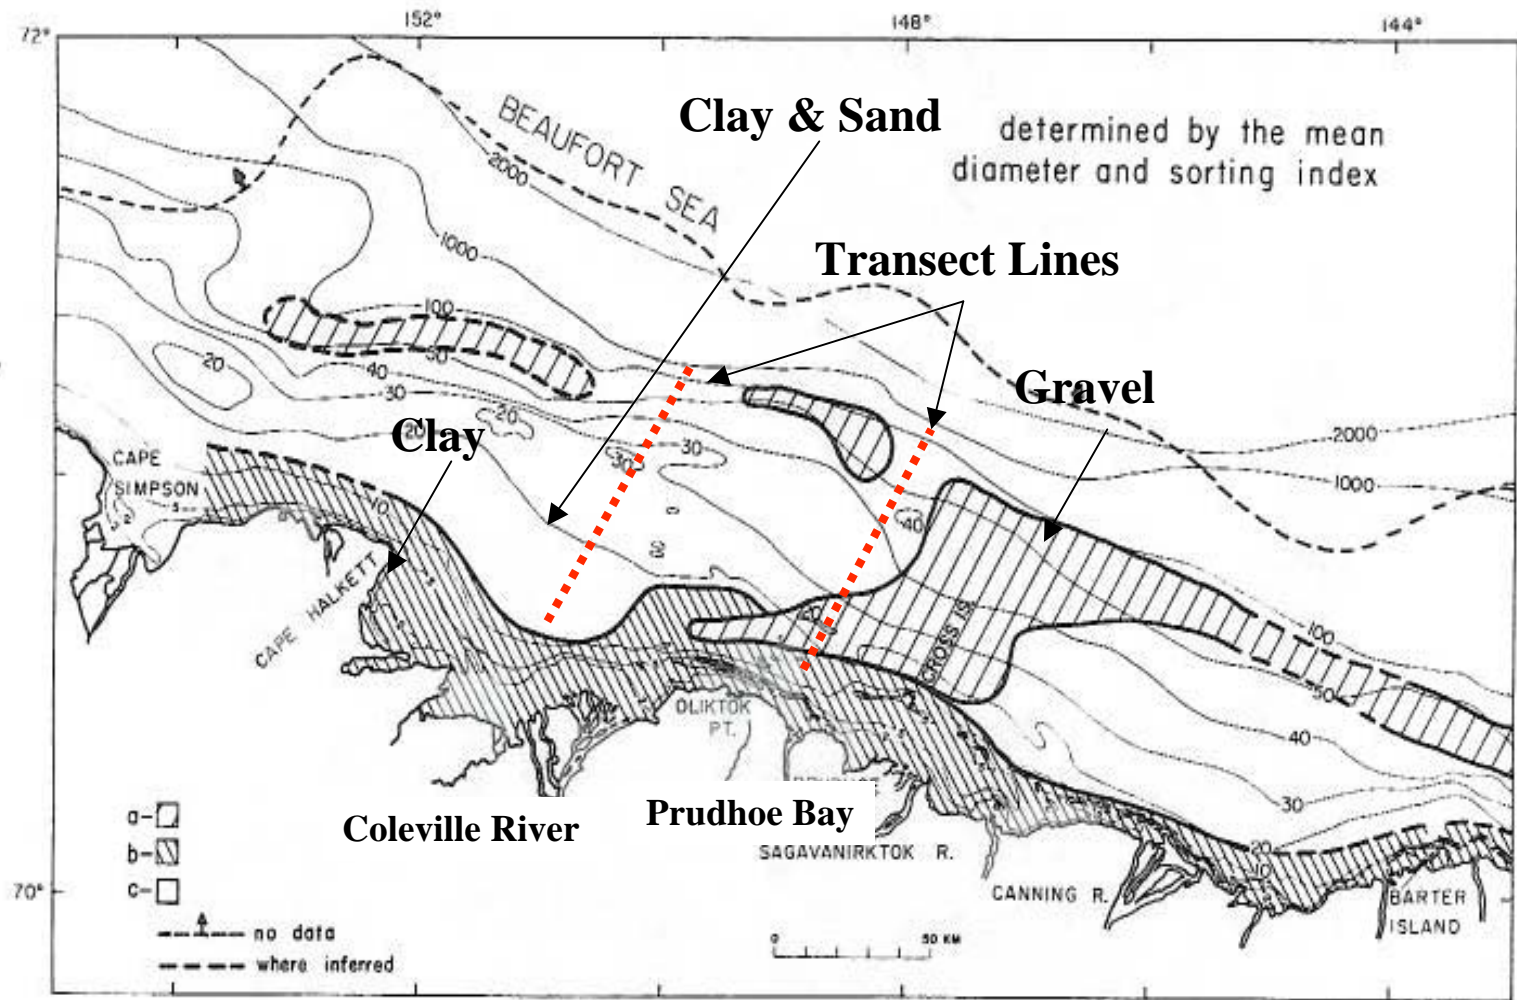 152°
148°
144°
72°
Clay & Sand
BEAUFORT SEA
determined by the mean
diameter and sorting index
2000
1000
Transect Lines
100
50
40
30
20
20
20
30
30
40
Gravel
2000
1000
Clay
CAPE
SIMPSON
10
CAPE HALKETT
CROSS IS.
100
50
40
30
20
10
OLIKTOK
PT.
Coleville River
Prudhoe Bay
SAGAVANIRKTOK R.
CANNING R.
BARTER
ISLAND
a-
b-
c-
70°
no data
where inferred
0 50 KM